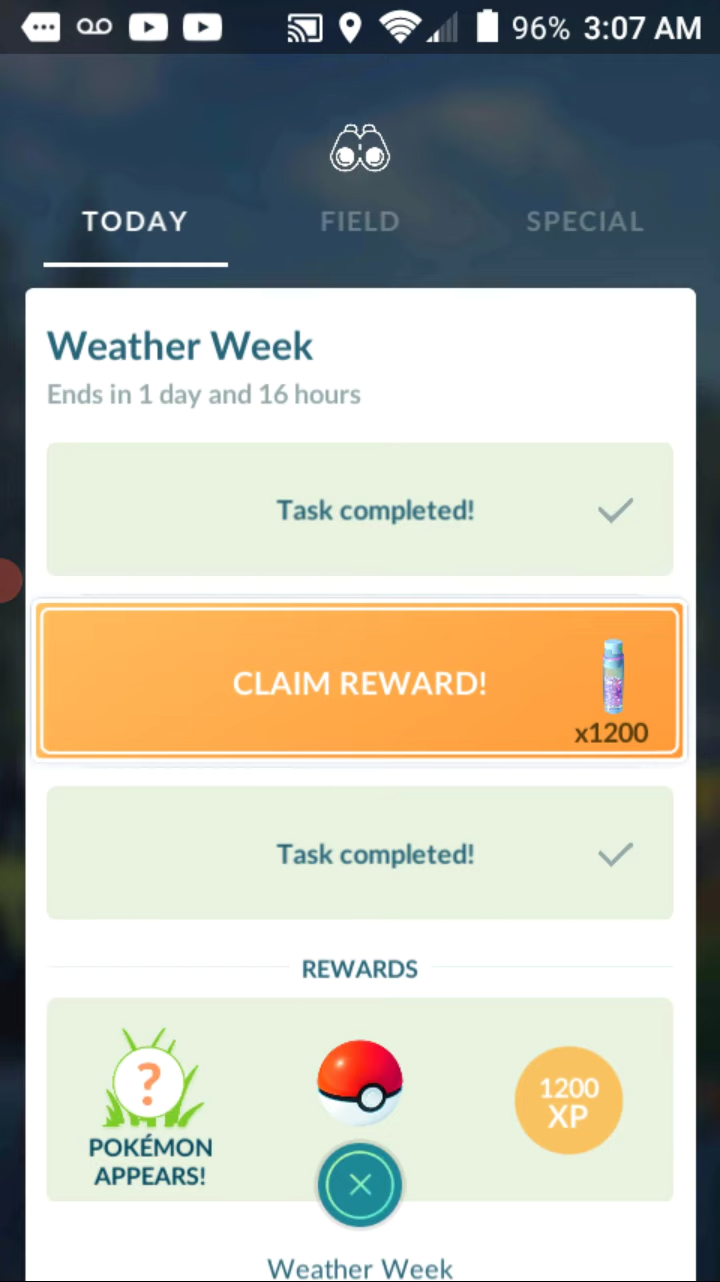 96% 3:07 AM
TODAY FIELD SPECIAL
Weather Week
Ends in 1 day and 16 hours
Task completed!
CLAIM REWARD!
x1200
Task completed!
REWARDS
?
1200
XP
POKÉMON
APPEARS!
Weather Week